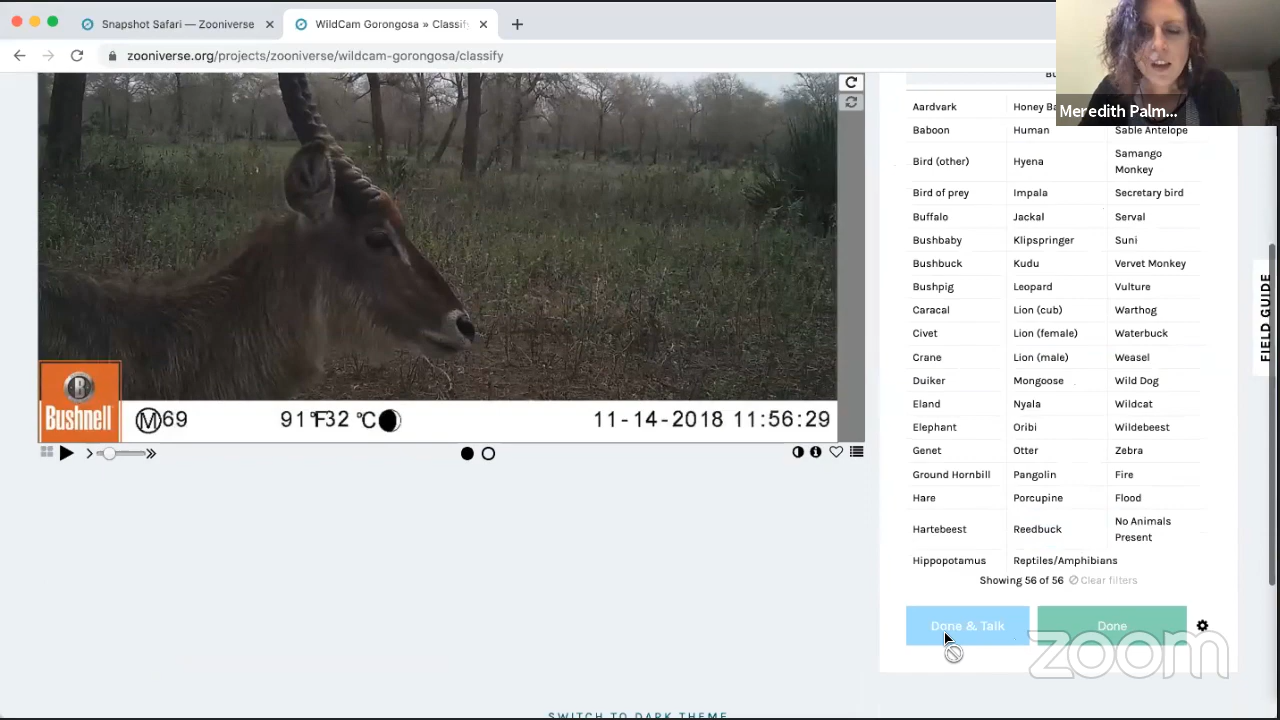 Snapshot Safari — Zooniverse
WildCam Gorongosa » Classify
zooniverse.org/projects/zooniverse/wildcam-gorongosa/classify
Meredith Palm...
Aardvark
Baboon
Bird (other)
Bird of prey
Buffalo
Bushbaby
Bushbuck
Bushpig
Caracal
Civet
Crane
Duiker
Eland
Elephant
Genet
Ground Hornbill
Hare
Hartebeest
Hippopotamus
Honey Ba
Human
Hyena
Impala
Jackal
Klipspringer
Kudu
Leopard
Lion (cub)
Lion (female)
Lion (male)
Mongoose
Nyala
Oribi
Otter
Pangolin
Porcupine
Reedbuck
Reptiles/Amphibians
Sable Antelope
Samango
Monkey
Secretary bird
Serval
Suni
Vervet Monkey
Vulture
Warthog
Waterbuck
Weasel
Wild Dog
Wildcat
Wildebeest
Zebra
Fire
Flood
No Animals
Present
Showing 56 of 56 Clear filters
Done & Talk
Done
FIELD GUIDE
B
Bushnell
M 69 91°F32 °C 11-14-2018 11:56:29
zoom
SWITCH TO DARK THEME